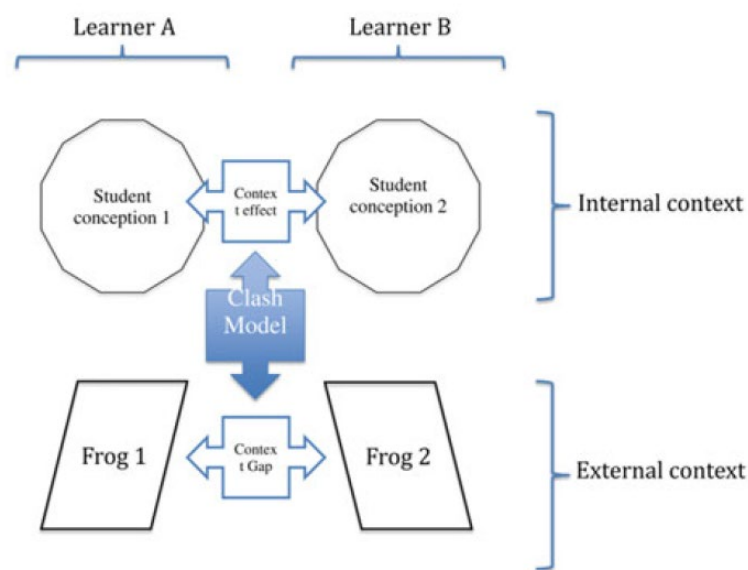 Learner A
Learner B
Student
conception 1
Contex
t effect
Student
conception 2
Internal context
Clash
Model
Frog 1
Contex
t Gap
Frog 2
External context